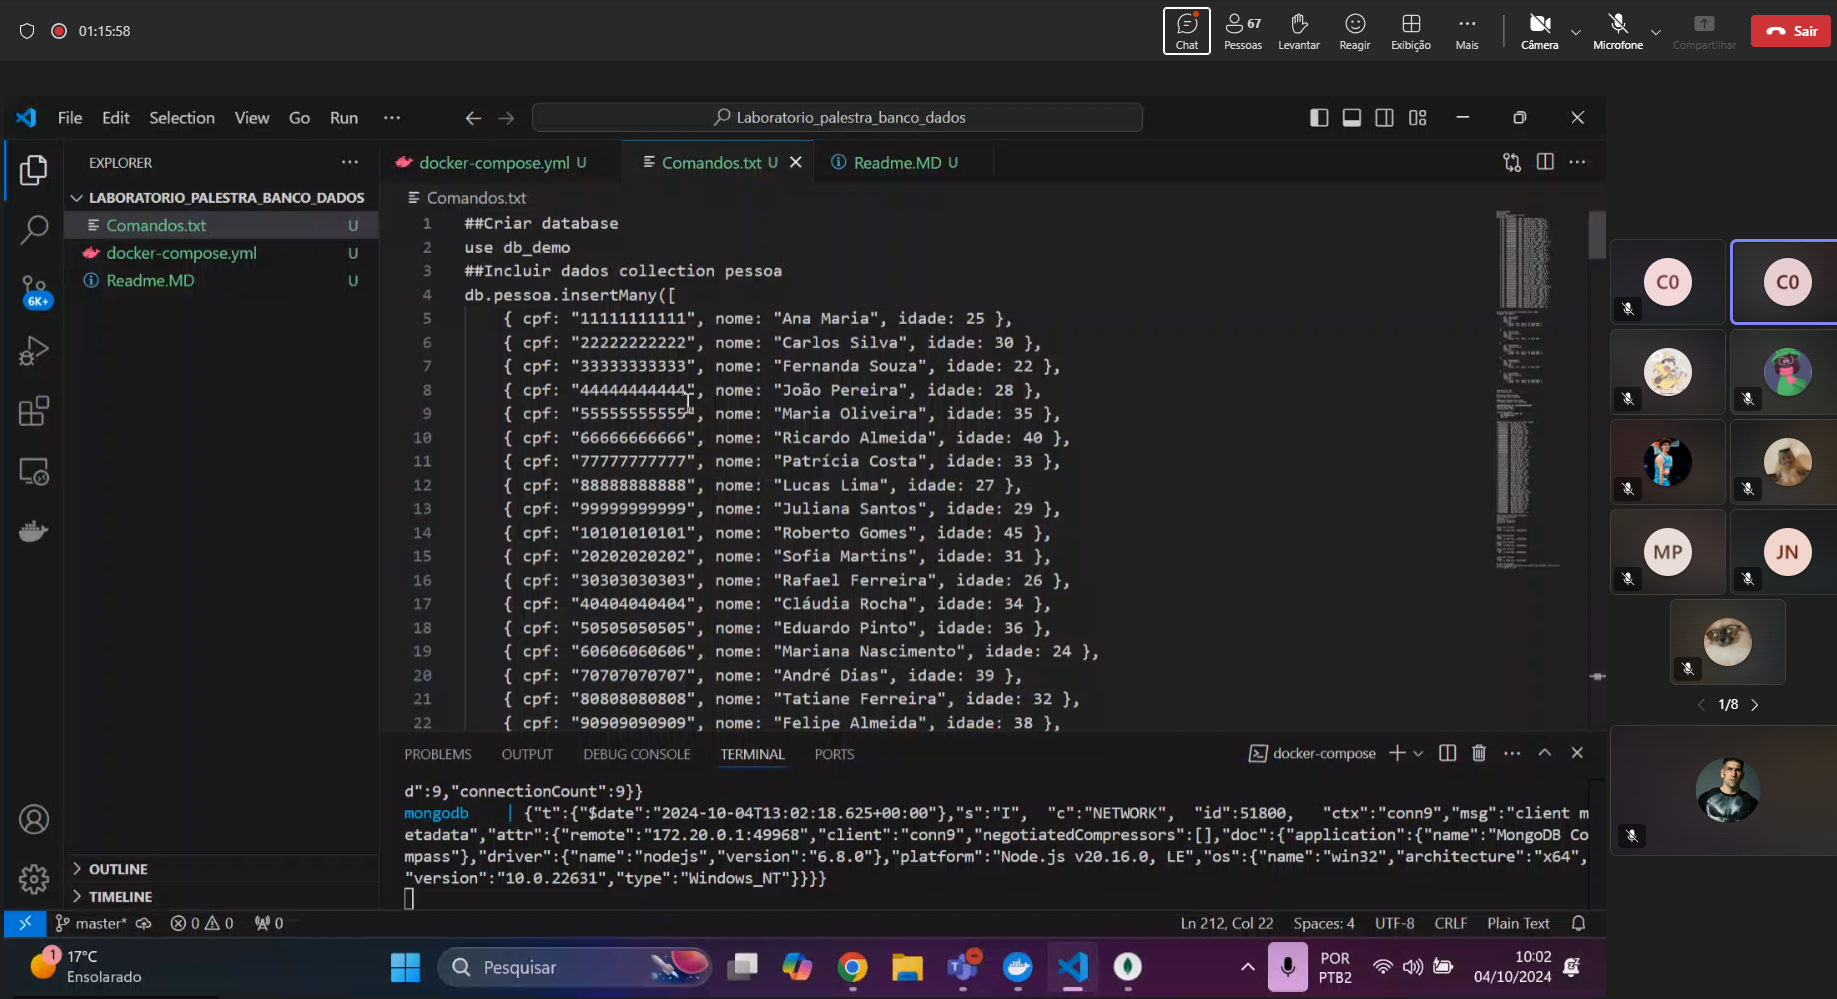 01:15:58
Chat
67
Pessoas
Levantar
Reagir
Exibição
Mais
Câmera
Microfone
Compartilhar
Sair
File Edit Selection View Go Run
Laboratorio_palestra_banco_dados
EXPLORER
docker-compose.yml U
Comandos.txt U
Readme.MD U
LABORATORIO_PALESTRA_BANCO_DADOS
Comandos.txt U
docker-compose.yml U
Readme.MD U
6K+
Comandos.txt
1 ##Criar database
2 use db_demo
3 ##Incluir dados collection pessoa
4 db.pessoa.insertMany([
5 { cpf: "11111111111", nome: "Ana Maria", idade: 25 },
6 { cpf: "22222222222", nome: "Carlos Silva", idade: 30 },
7 { cpf: "33333333333", nome: "Fernanda Souza", idade: 22 },
8 { cpf: "44444444444", nome: "João Pereira", idade: 28 },
9 { cpf: "55555555555", nome: "Maria Oliveira", idade: 35 },
10 { cpf: "66666666666", nome: "Ricardo Almeida", idade: 40 },
11 { cpf: "77777777777", nome: "Patrícia Costa", idade: 33 },
12 { cpf: "88888888888", nome: "Lucas Lima", idade: 27 },
13 { cpf: "99999999999", nome: "Juliana Santos", idade: 29 },
14 { cpf: "10101010101", nome: "Roberto Gomes", idade: 45 },
15 { cpf: "20202020202", nome: "Sofia Martins", idade: 31 },
16 { cpf: "30303030303", nome: "Rafael Ferreira", idade: 26 },
17 { cpf: "40404040404", nome: "Cláudia Rocha", idade: 34 },
18 { cpf: "50505050505", nome: "Eduardo Pinto", idade: 36 },
19 { cpf: "60606060606", nome: "Mariana Nascimento", idade: 24 },
20 { cpf: "70707070707", nome: "André Dias", idade: 39 },
21 { cpf: "80808080808", nome: "Tatiane Ferreira", idade: 32 },
22 { cpf: "90909090909", nome: "Felipe Almeida", idade: 38 },
C0
C0
MP
JN
1/8
PROBLEMS OUTPUT DEBUG CONSOLE TERMINAL PORTS
docker-compose
d":9,"connectionCount":9}}
mongodb | {"t":{"$date":"2024-10-04T13:02:18.625+00:00"},"s":"I", "c":"NETWORK", "id":51800, "ctx":"conn9","msg":"client m
etadata","attr":{"remote":"172.20.0.1:49968","client":"conn9","negotiatedCompressors":[],"doc":{"application":{"name":"MongoDB Co
mpass"},"driver":{"name":"nodejs","version":"6.8.0"},"platform":"Node.js v20.16.0, LE","os":{"name":"win32","architecture":"x64",
"version":"10.0.22631","type":"Windows_NT"}}}}
OUTLINE
TIMELINE
master* 0 0 0
Ln 212, Col 22 Spaces: 4 UTF-8 CRLF Plain Text
1
17°C
Ensolarado
Pesquisar
POR
PTB2
10:02
04/10/2024